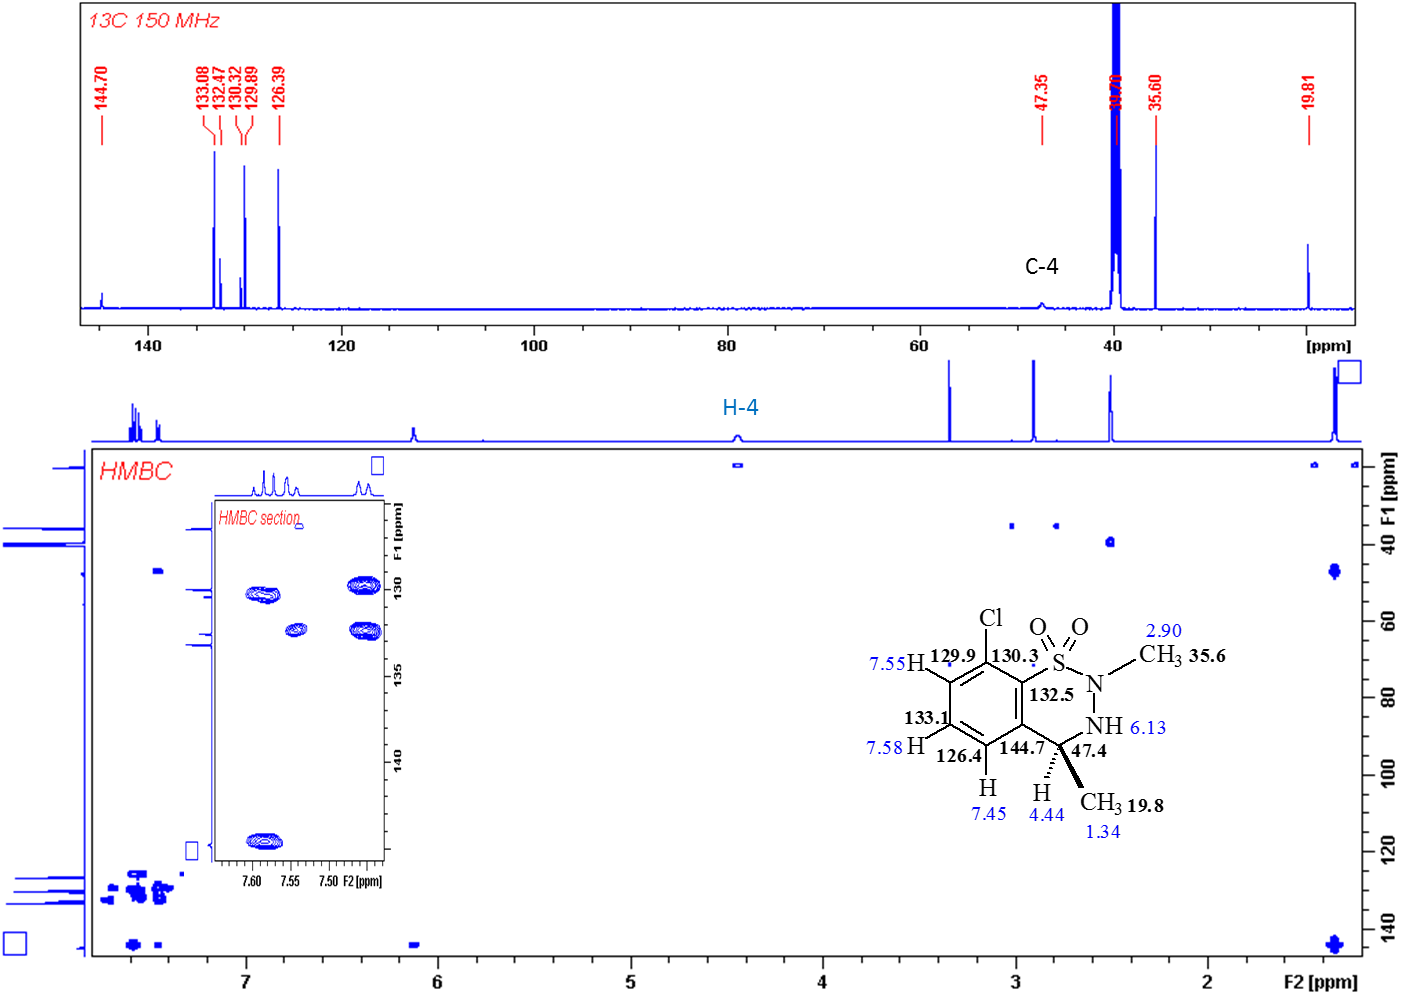 13C 150 MHz
144.70
133.08
132.47
130.32
129.89
126.39
47.35
35.60
19.81
C-4
140
120
100
80
60
40
[ppm]
H-4
HMBC
HMBC section
F1 [ppm]
130
135
140
7.60
7.55
7.50
F2 [ppm]
Cl
O
O
2.90
7.55 H
129.9
130.3
S
CH3 35.6
132.5
N
133.1
NH 6.13
7.58 H
126.4
144.7
47.4
H
H
CH3 19.8
7.45
4.44
1.34
F1 [ppm]
40
60
80
100
120
140
7
6
5
4
3
2
F2 [ppm]